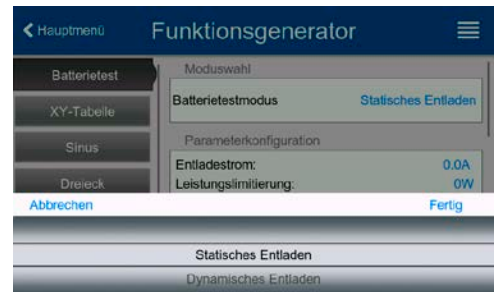 Hauptmenü
Funktionsgenerator
Batterietest
XY-Tabelle
Sinus
Dreieck
Moduswahl
Batterietestmodus Statisches Entladen
Parameterkonfiguration
Entladestrom: 0.0A
Leistungslimitierung: 0W
Abbrechen Fertig
Statisches Entladen
Dynamisches Entladen